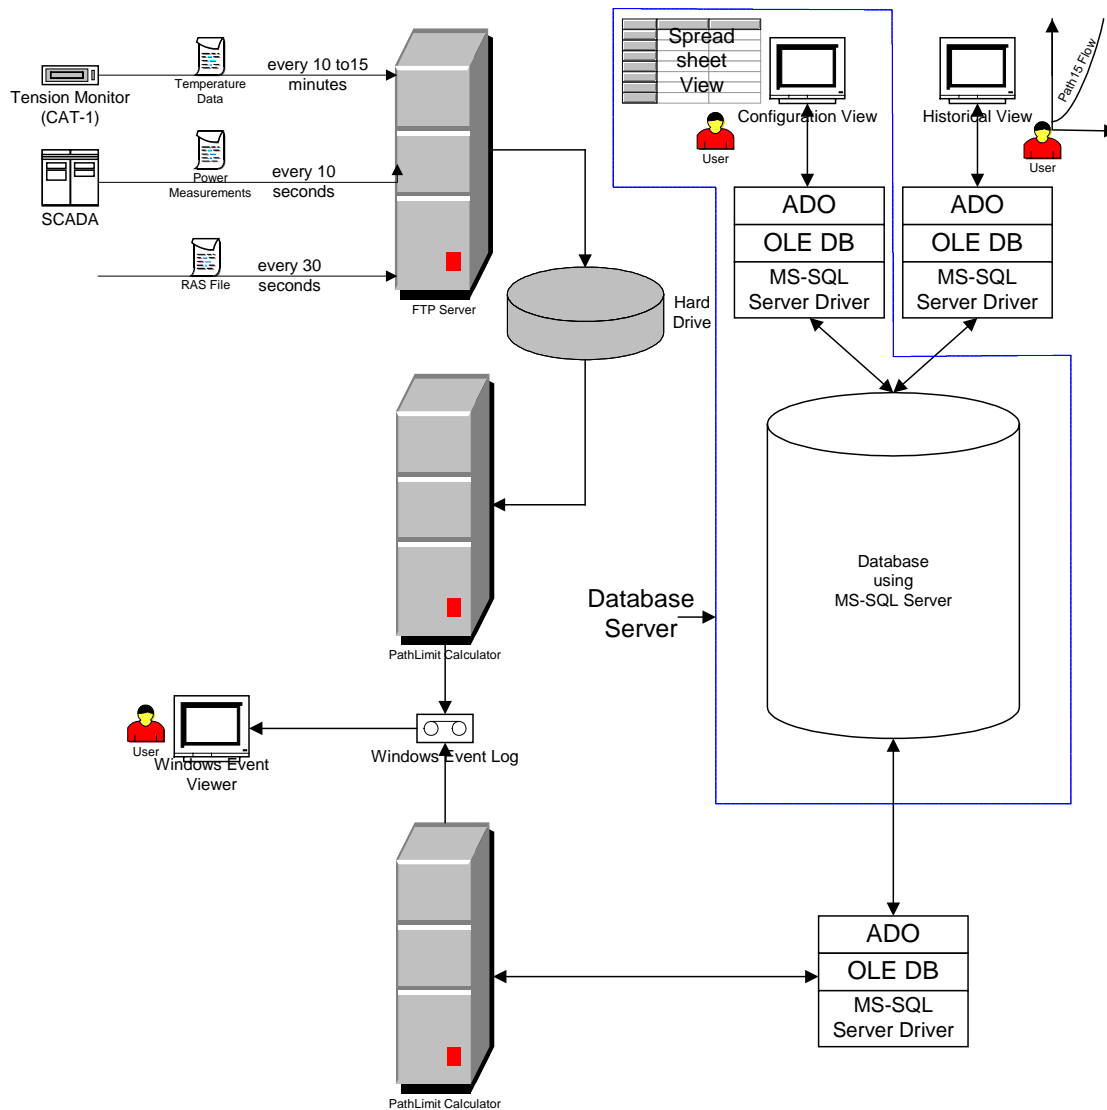 Tension Monitor
(CAT-1)
Temperature
Data
every 10 to15
minutes
SCADA
Power
Measurements
every 10
seconds
RAS File
every 30
seconds
FTP Server
Hard
Drive
Spread
sheet
View
User
Configuration View
Historical View
Path15 Flow
User
ADO
OLE DB
MS-SQL
Server Driver
ADO
OLE DB
MS-SQL
Server Driver
Database
using
MS-SQL Server
Database
Server
PathLimit Calculator
User
Windows Event
Viewer
Windows Event Log
ADO
OLE DB
MS-SQL
Server Driver
PathLimit Calculator